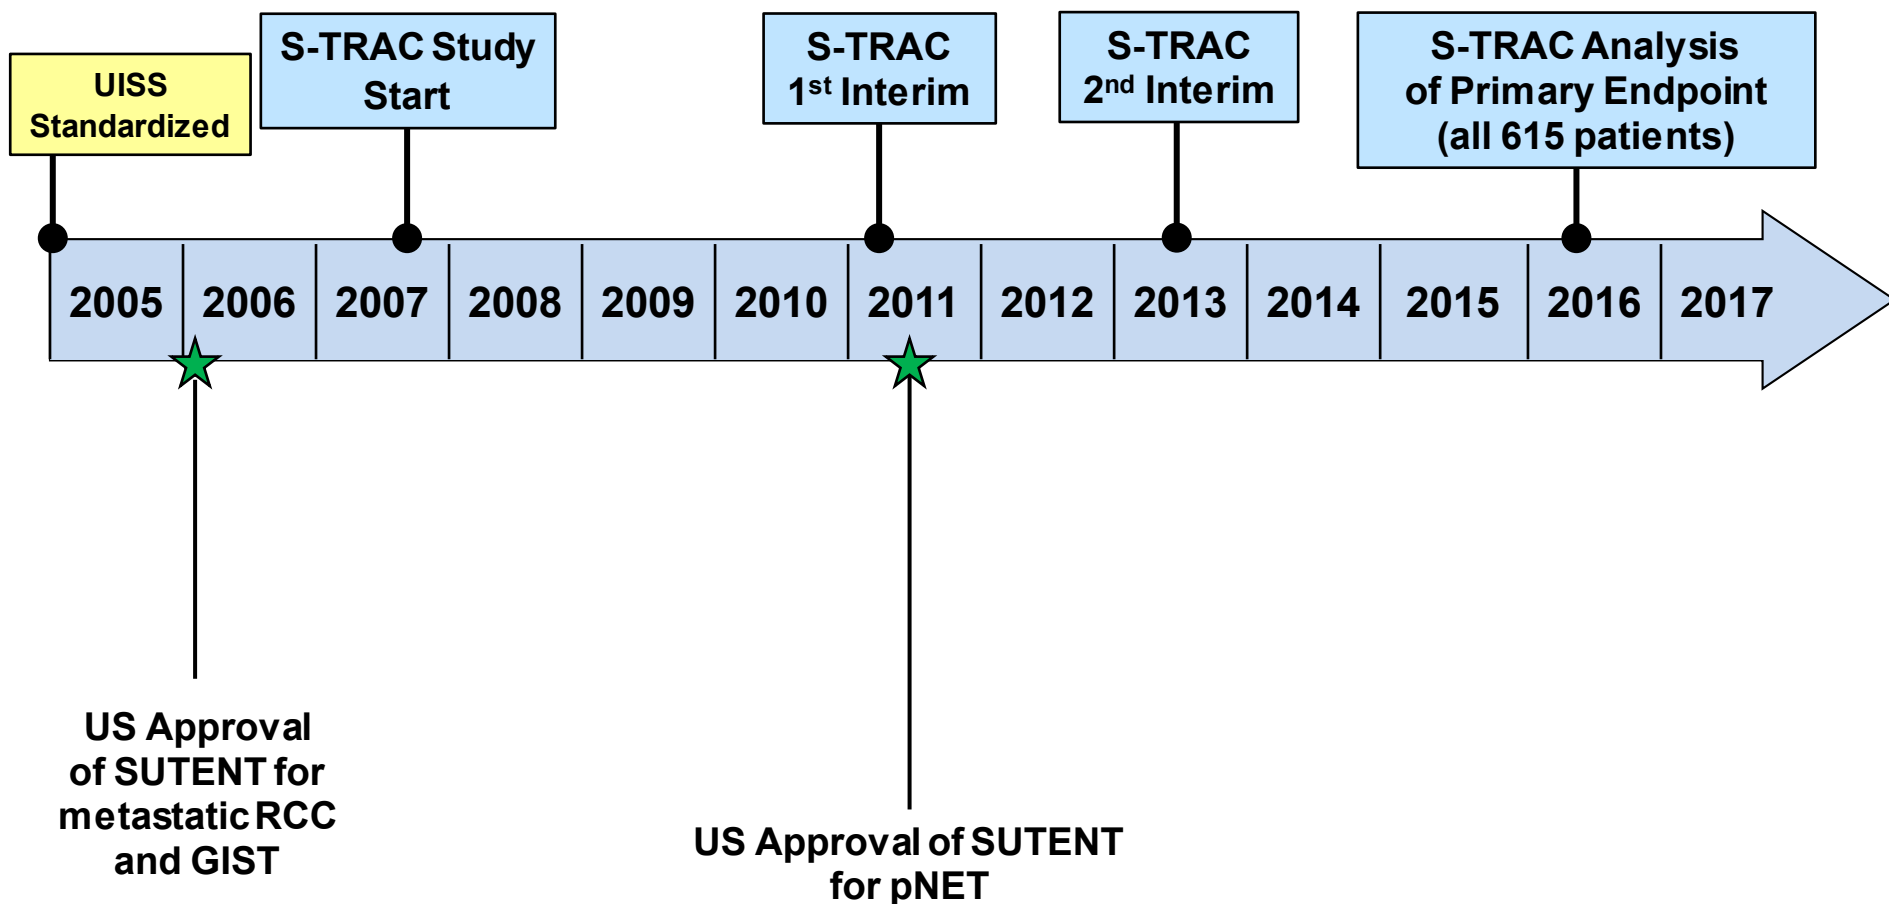 UISS
Standardized
S-TRAC Study
Start
S-TRAC
1st Interim
S-TRAC
2nd Interim
S-TRAC Analysis
of Primary Endpoint
(all 615 patients)
2005 2006 2007 2008 2009 2010 2011 2012 2013 2014 2015 2016 2017
US Approval
of SUTENT for
metastatic RCC
and GIST
US Approval of SUTENT
for pNET